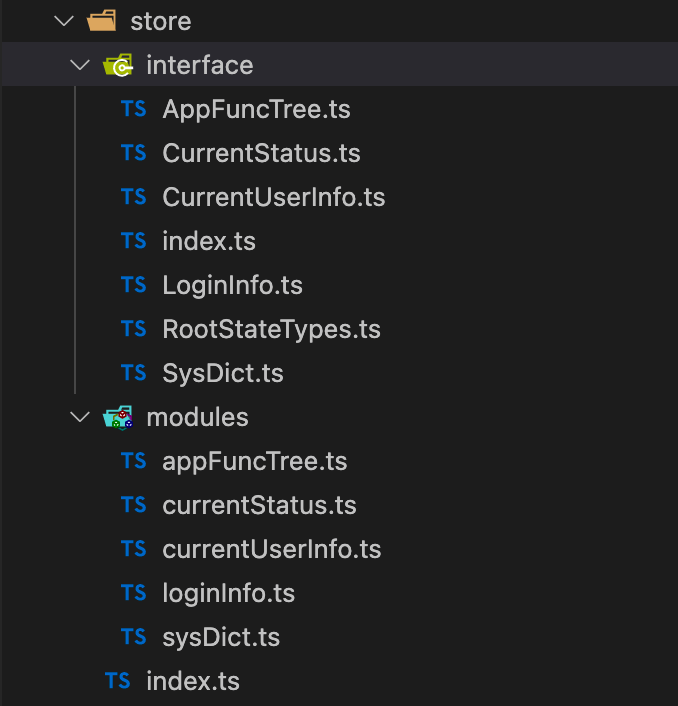 store
interface
TS AppFuncTree.ts
TS CurrentStatus.ts
TS CurrentUserInfo.ts
TS index.ts
TS LoginInfo.ts
TS RootStateTypes.ts
TS SysDict.ts
modules
TS appFuncTree.ts
TS currentStatus.ts
TS currentUserInfo.ts
TS loginInfo.ts
TS sysDict.ts
TS index.ts